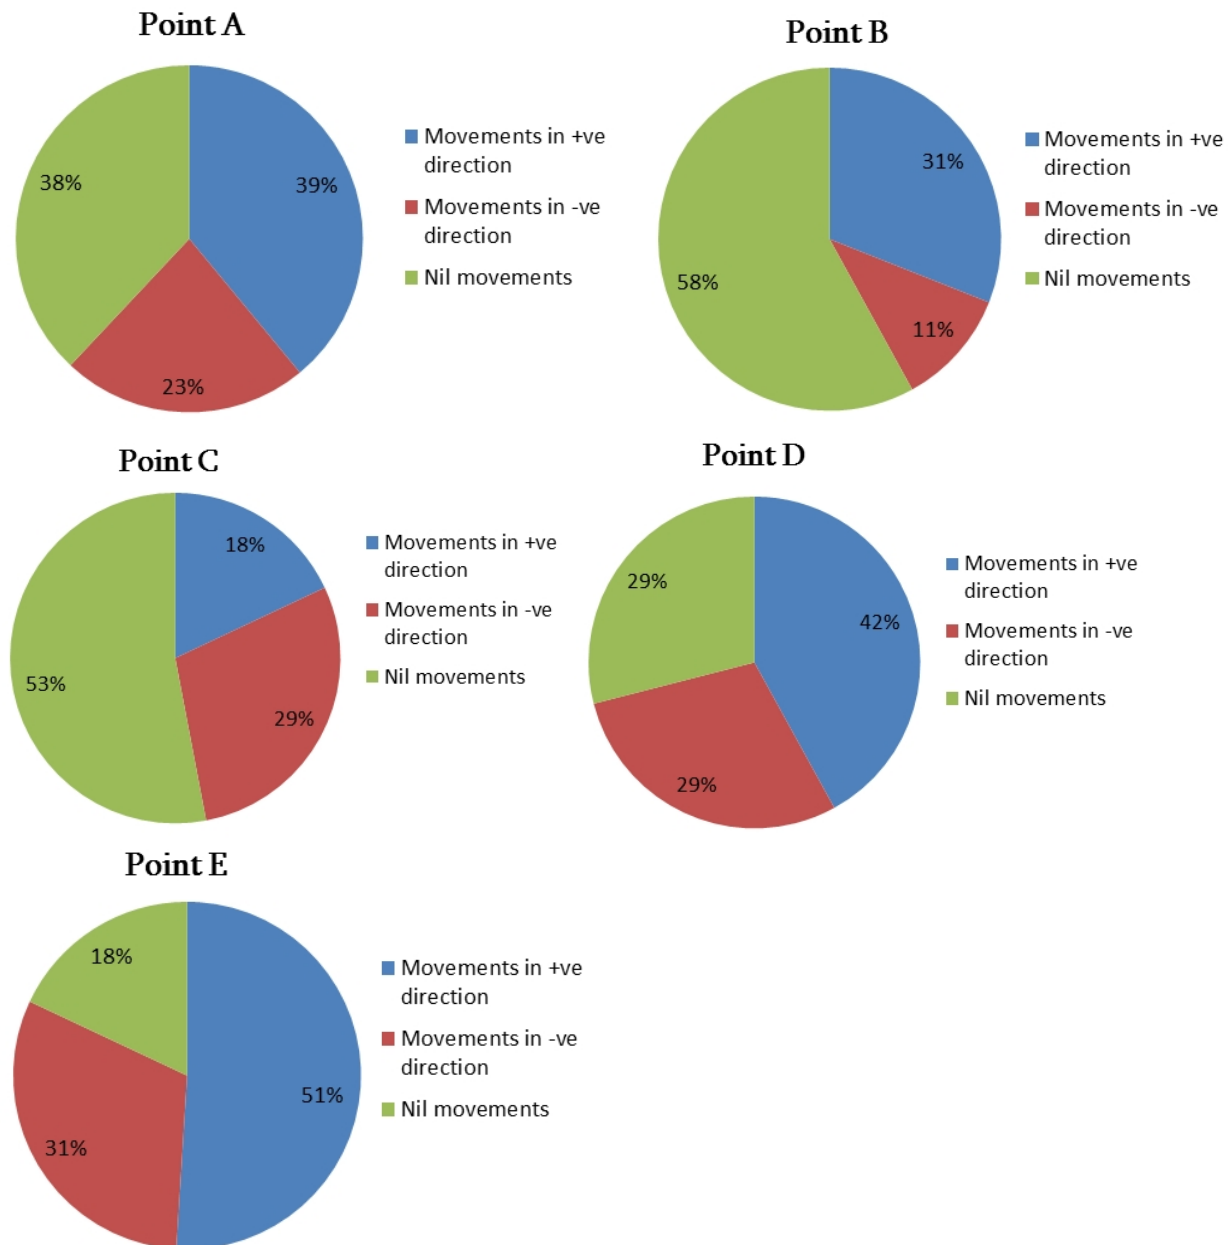 Point A
38%
39%
23%
Movements in +ve
direction
Movements in -ve
direction
Nil movements
Point B
31%
58%
11%
Movements in +ve
direction
Movements in -ve
direction
Nil movements
Point C
18%
53%
29%
Movements in +ve
direction
Movements in -ve
direction
Nil movements
Point D
29%
42%
29%
Movements in +ve
direction
Movements in -ve
direction
Nil movements
Point E
18%
51%
31%
Movements in +ve
direction
Movements in -ve
direction
Nil movements